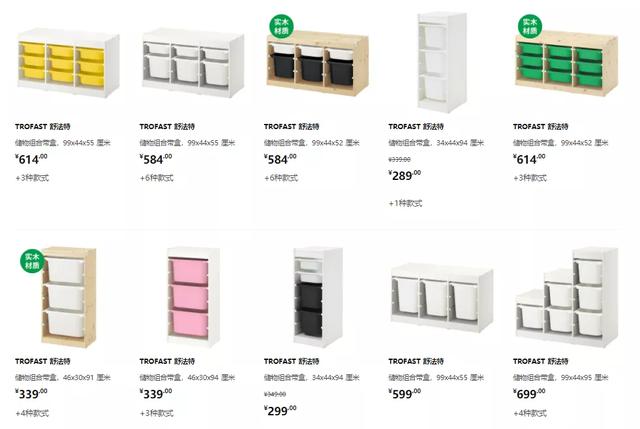 实木
材质
实木
材质
TROFAST 舒法特
储物组合带盒, 99x44x55 厘米
¥614.00
+3种款式
TROFAST 舒法特
储物组合带盒, 99x44x55 厘米
¥584.00
+6种款式
TROFAST 舒法特
储物组合带盒, 99x44x52 厘米
¥584.00
+6种款式
TROFAST 舒法特
储物组合带盒, 34x44x94 厘米
¥339.00
¥289.00
+1种款式
TROFAST 舒法特
储物组合带盒, 99x44x52 厘米
¥614.00
+3种款式
实木
材质
TROFAST 舒法特
储物组合带盒, 46x30x91 厘米
¥339.00
+4种款式
TROFAST 舒法特
储物组合带盒, 46x30x94 厘米
¥339.00
+3种款式
TROFAST 舒法特
储物组合带盒, 34x44x94 厘米
¥349.00
¥299.00
TROFAST 舒法特
储物组合带盒, 99x44x55 厘米
¥599.00
TROFAST 舒法特
储物组合带盒, 99x44x95 厘米
¥699.00
+4种款式